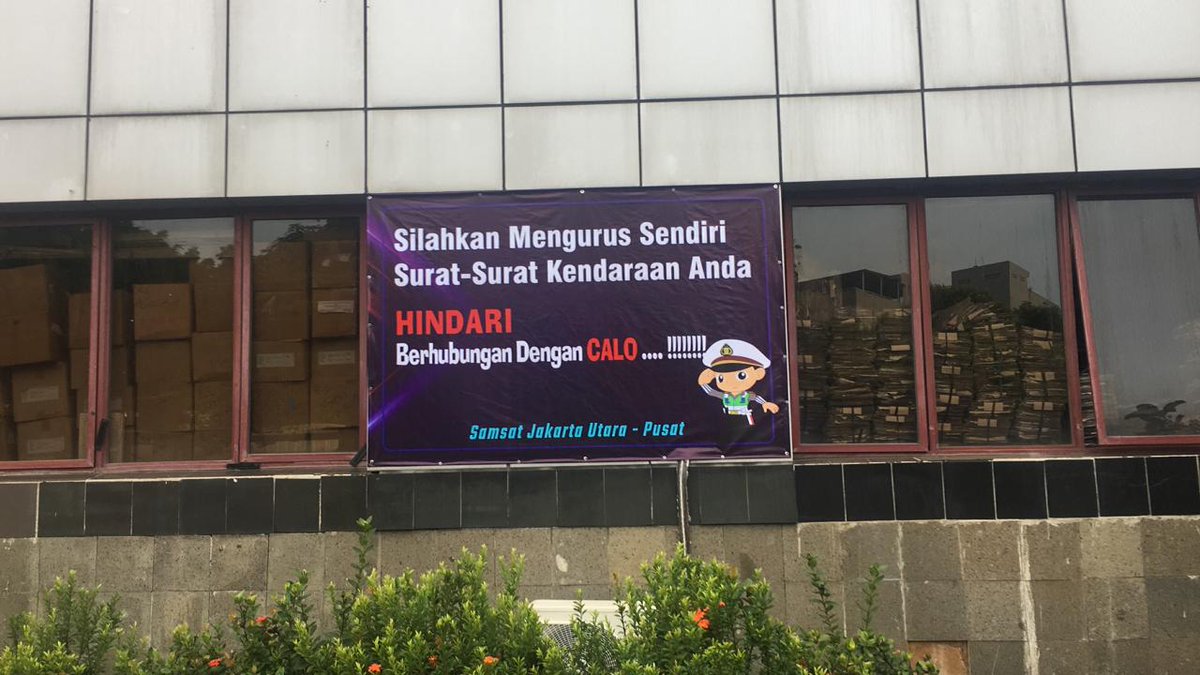 Silahkan Mengurus Sendiri
Surat-Surat Kendaraan Anda
HINDARI
Berhubungan Dengan CALO .... !!!!!!!!
Samsat Jakarta Utara - Pusat